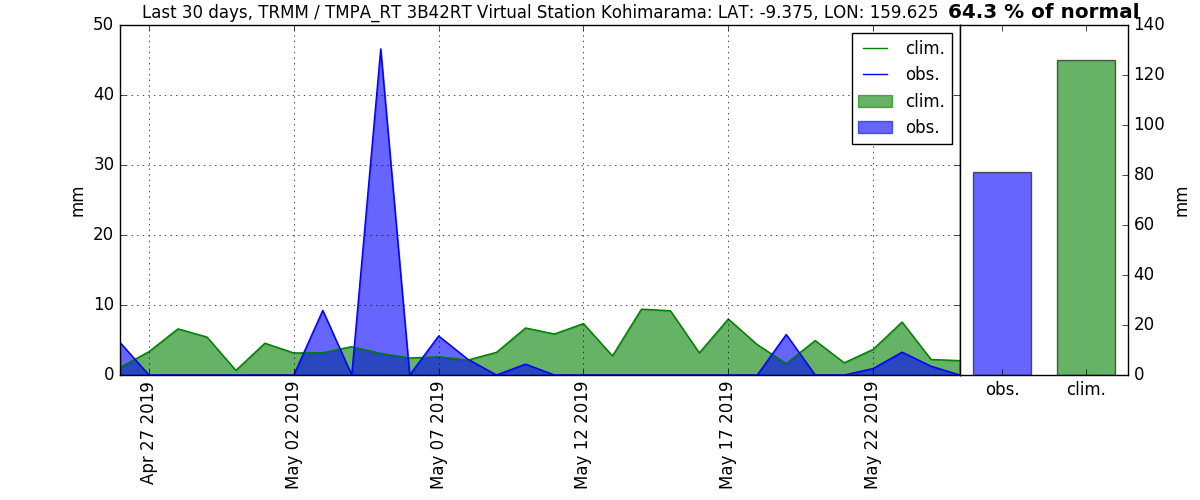 Last 30 days, TRMM / TMPA_RT 3B42RT Virtual Station Kohimarama: LAT: -9.375, LON: 159.625
64.3 % of normal
50
40
30
20
10
0
mm
clim.
obs.
clim.
obs.
Apr 27 2019
May 02 2019
May 07 2019
May 12 2019
May 17 2019
May 22 2019
140
120
100
80
60
40
20
0
mm
obs.
clim.